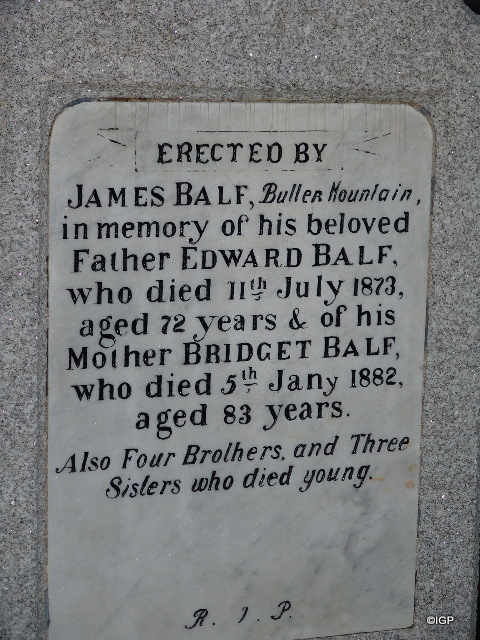 ERECTED BY
JAMES BALF, Buller Mountain,
in memory of his beloved
Father EDWARD BALF,
who died 11th July 1873,
aged 72 years & of his
Mother BRIDGET BALF,
who died 5th Jany 1882,
aged 83 years.
Also Four Brothers, and Three
Sisters who died young.
R. I. P.
©IGP